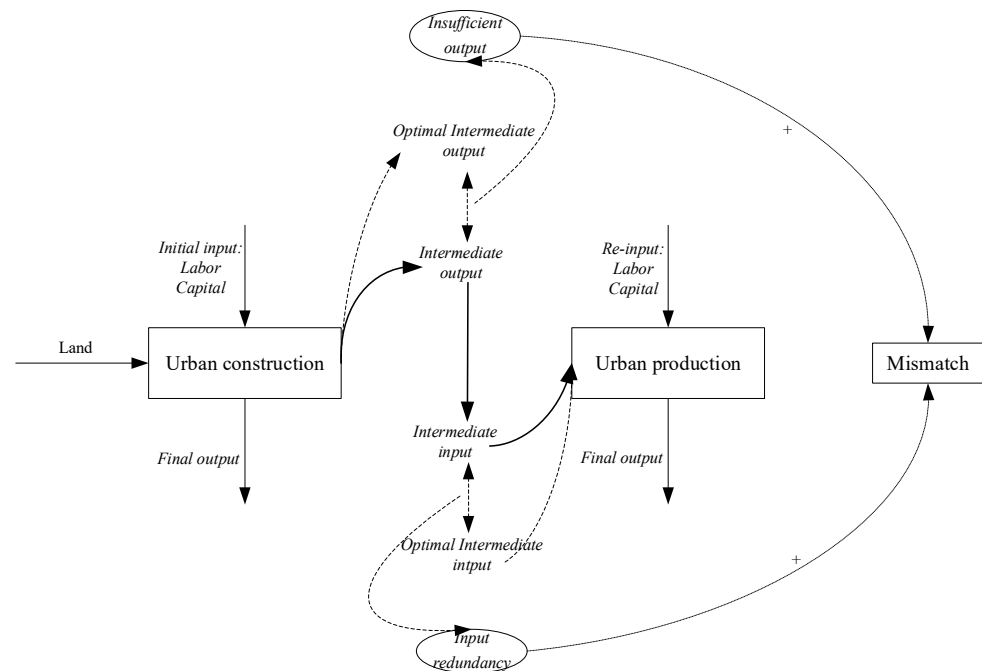 Insufficient
output
+
Optimal Intermediate
output
Initial input:
Labor
Capital
Intermediate
output
Re-input:
Labor
Capital
Land
Urban construction
Urban production
Mismatch
Intermediate
input
Final output
Final output
Optimal Intermediate
intput
+
Input
redundancy